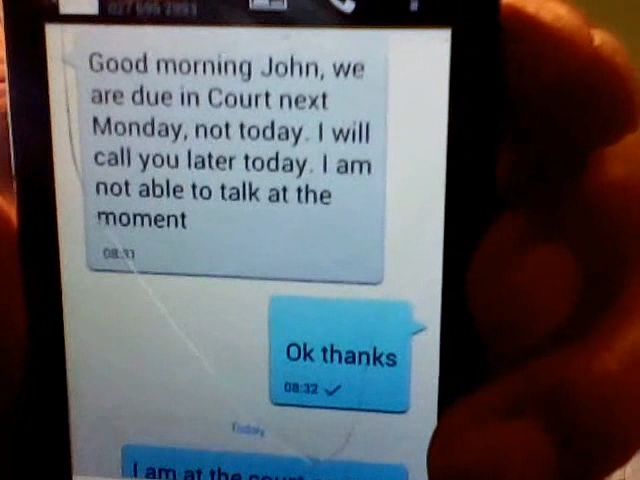 Good morning John, we
are due in Court next
Monday, not today. I will
call you later today. I am
not able to talk at the
moment
08:31
Ok thanks
08:32
Today
I am at the court